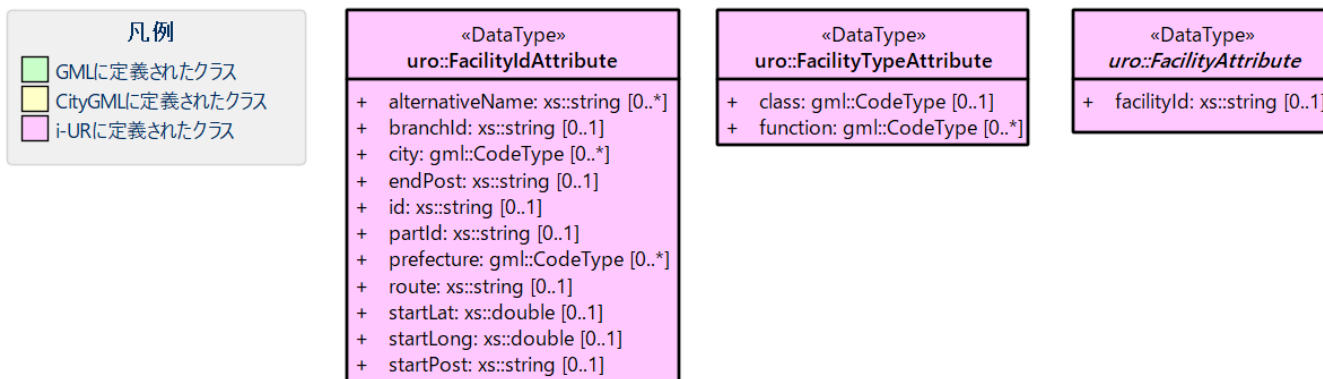 凡例
GMLに定義されたクラス
CityGMLに定義されたクラス
i-URに定義されたクラス
«DataType»
uro::FacilityIdAttribute
+ alternativeName: xs::string [0..*]
+ branchId: xs::string [0..1]
+ city: gml::CodeType [0..*]
+ endPost: xs::string [0..1]
+ id: xs::string [0..1]
+ partId: xs::string [0..1]
+ prefecture: gml::CodeType [0..*]
+ route: xs::string [0..1]
+ startLat: xs::double [0..1]
+ startLong: xs::double [0..1]
+ startPost: xs::string [0..1]
«DataType»
uro::FacilityTypeAttribute
+ class: gml::CodeType [0..1]
+ function: gml::CodeType [0..*]
«DataType»
uro::FacilityAttribute
+ facilityId: xs::string [0..1]